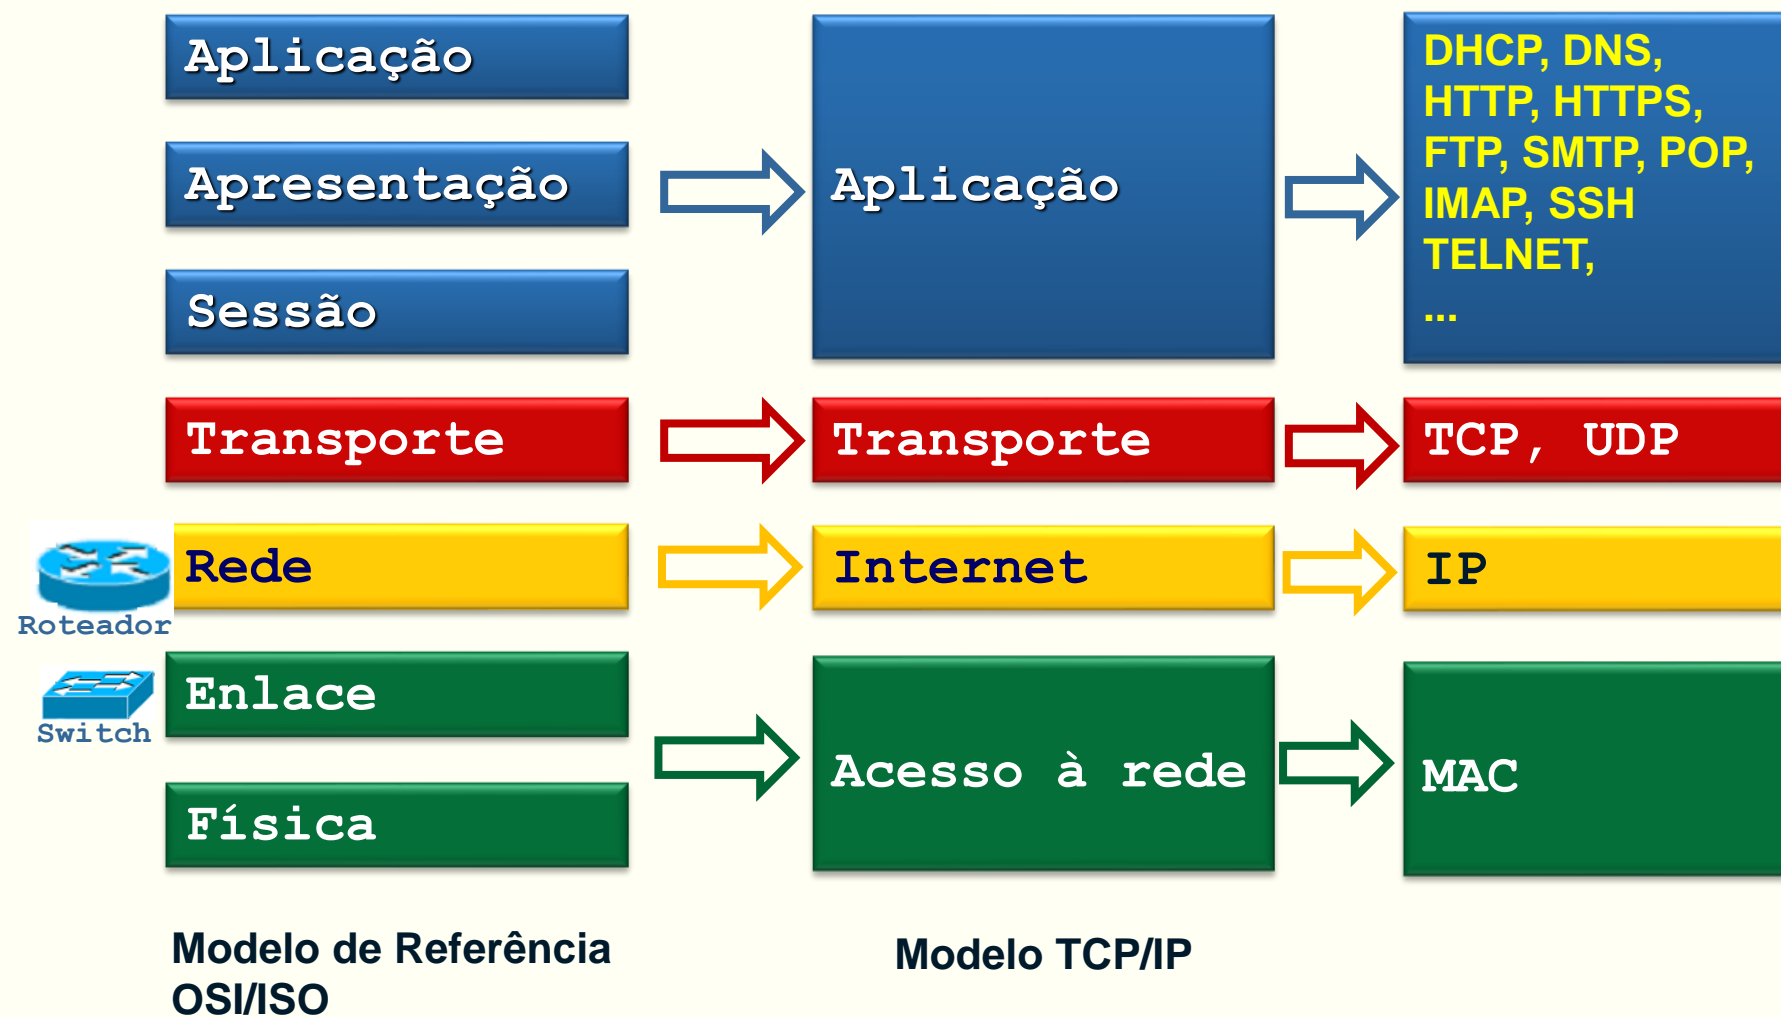 Aplicação
Apresentação
Sessão
Transporte
Rede
Enlace
Física
Roteador
Switch
Modelo de Referência
OSI/ISO
Aplicação
Transporte
Internet
Acesso à rede
Modelo TCP/IP
DHCP, DNS,
HTTP, HTTPS,
FTP, SMTP, POP,
IMAP, SSH
TELNET,
...
TCP, UDP
IP
MAC